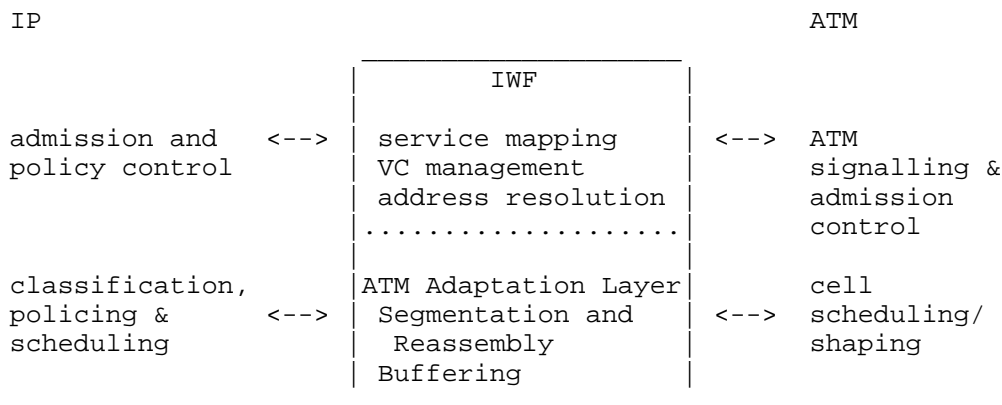 IP                                                 ATM
                       ____________________
                      |        IWF         |
                      |                    |
admission and   <-->  | service mapping    | <-->  ATM
policy control        | VC management      |       signalling &
                      | address resolution |       admission
                      |....................|       control
                      |                    |
classification,       |ATM Adaptation Layer|       cell
policing &      <-->  | Segmentation and   | <-->  scheduling/
scheduling            |  Reassembly        |       shaping
                      | Buffering          |